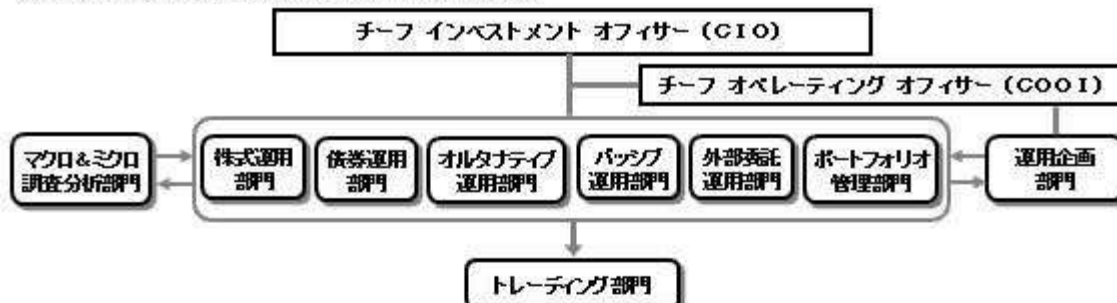 チーフ インベストメント オフィサー (CIO)
チーフ オペレーティング オフィサー (COOI)
マクロ&ミクロ
調査分析部門
株式運用
部門
債券運用
部門
オルタナティブ
運用部門
パッシブ
運用部門
外部委託
運用部門
ポートフォリオ
管理部門
運用企画
部門
トレーディング部門